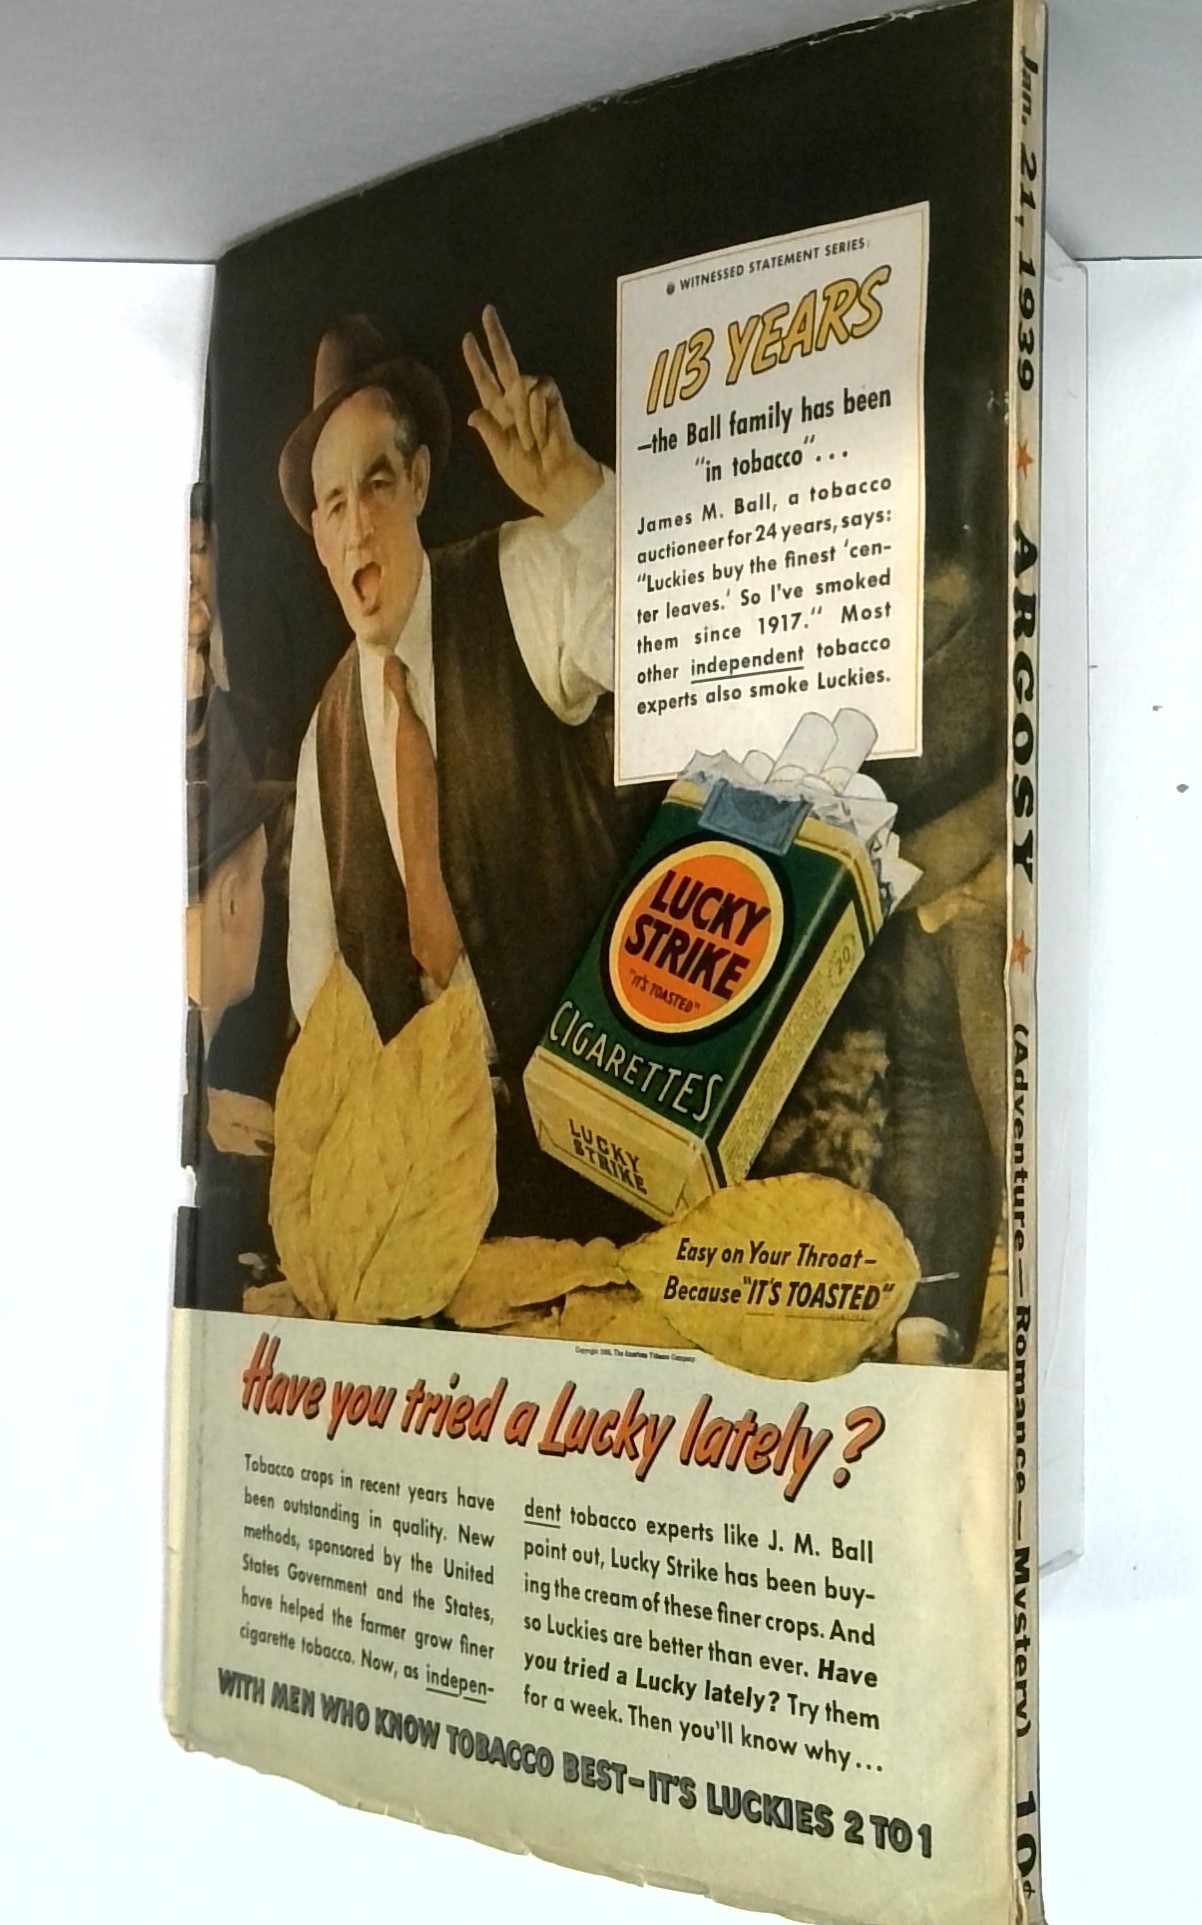 WITNESSED STATEMENT SERIES:
113 YEARS
—the Ball family has been
"in tobacco"...
James M. Ball, a tobacco
auctioneer for 24 years, says:
"Luckies buy the finest 'cen-
ter leaves.' So I've smoked
them since 1917." Most
other independent tobacco
experts also smoke Luckies.
LUCKY
STRIKE
"IT'S TOASTED"
CIGARETTES
20
LUCKY
STRIKE
Easy on Your Throat—
Because "IT'S TOASTED"
The American Tobacco Company
Have you tried a Lucky lately?
Tobacco crops in recent years have
been outstanding in quality. New
methods, sponsored by the United
States Government and the States,
have helped the farmer grow finer
cigarette tobacco. Now, as indepen-
dent tobacco experts like J. M. Ball
point out, Lucky Strike has been buy-
ing the cream of these finer crops. And
so Luckies are better than ever. Have
you tried a Lucky lately? Try them
for a week. Then you'll know why...
WITH MEN WHO KNOW TOBACCO BEST—IT'S LUCKIES 2 TO 1
Jan. 21, 1939 ★ ARGOSY ★ (Adventure—Romance—Mystery) 10¢